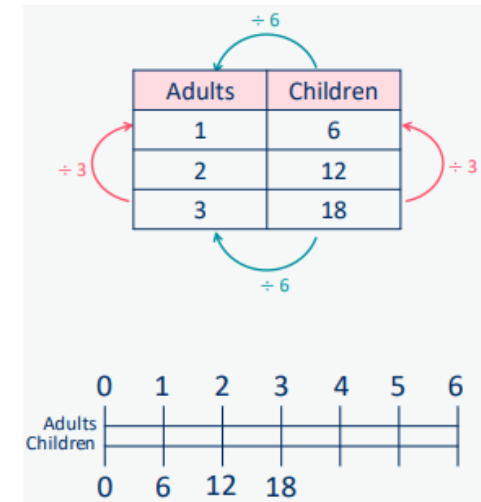 ÷ 6
Adults Children
1 6
÷ 3 ÷ 3
2 12
3 18
÷ 6
0 1 2 3 4 5 6
Adults
Children
0 6 12 18